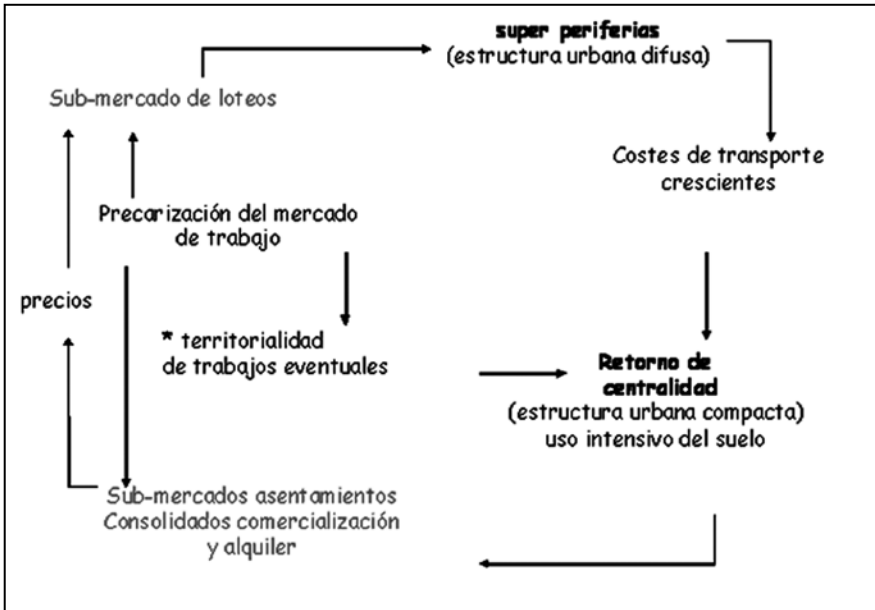 super periferias
(estructura urbana difusa)
Sub-mercado de loteos
Costes de transporte
crescientes
Precarización del mercado
de trabajo
precios
* territorialidad
de trabajos eventuales
Retorno de
centralidad
(estructura urbana compacta)
uso intensivo del suelo
Sub-mercados asentamientos
Consolidados comercialización
y alquiler